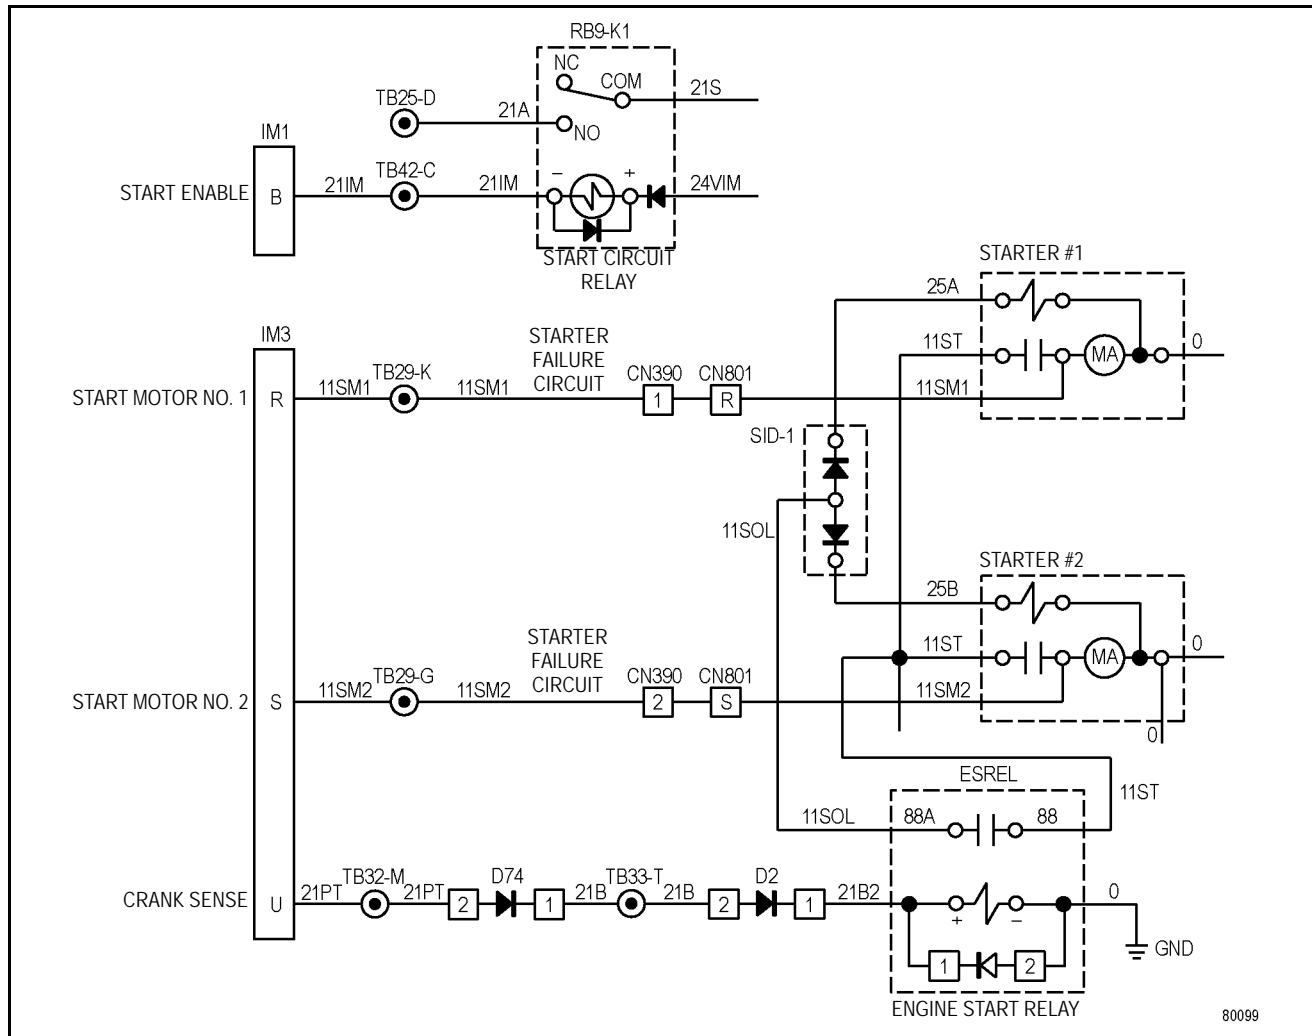 RB9-K1
NC
COM
21S
TB25-D
21A
NO
IM1
START ENABLE
B
21IM
TB42-C
21IM
-
+
24VIM
START CIRCUIT
RELAY
STARTER #1
25A
11ST
MA
0
11SM1
IM3
START MOTOR NO. 1
R
11SM1
TB29-K
11SM1
STARTER
FAILURE
CIRCUIT
CN390
1
CN801
R
SID-1
11SOL
STARTER #2
25B
11ST
MA
0
11SM2
0
START MOTOR NO. 2
S
11SM2
TB29-G
11SM2
STARTER
FAILURE
CIRCUIT
CN390
2
CN801
S
ESREL
11ST
11SOL
88A
88
CRANK SENSE
U
21PT
TB32-M
21PT
2
D74
1
21B
TB33-T
21B
2
D2
1
21B2
+
-
0
GND
1
2
ENGINE START RELAY
80099